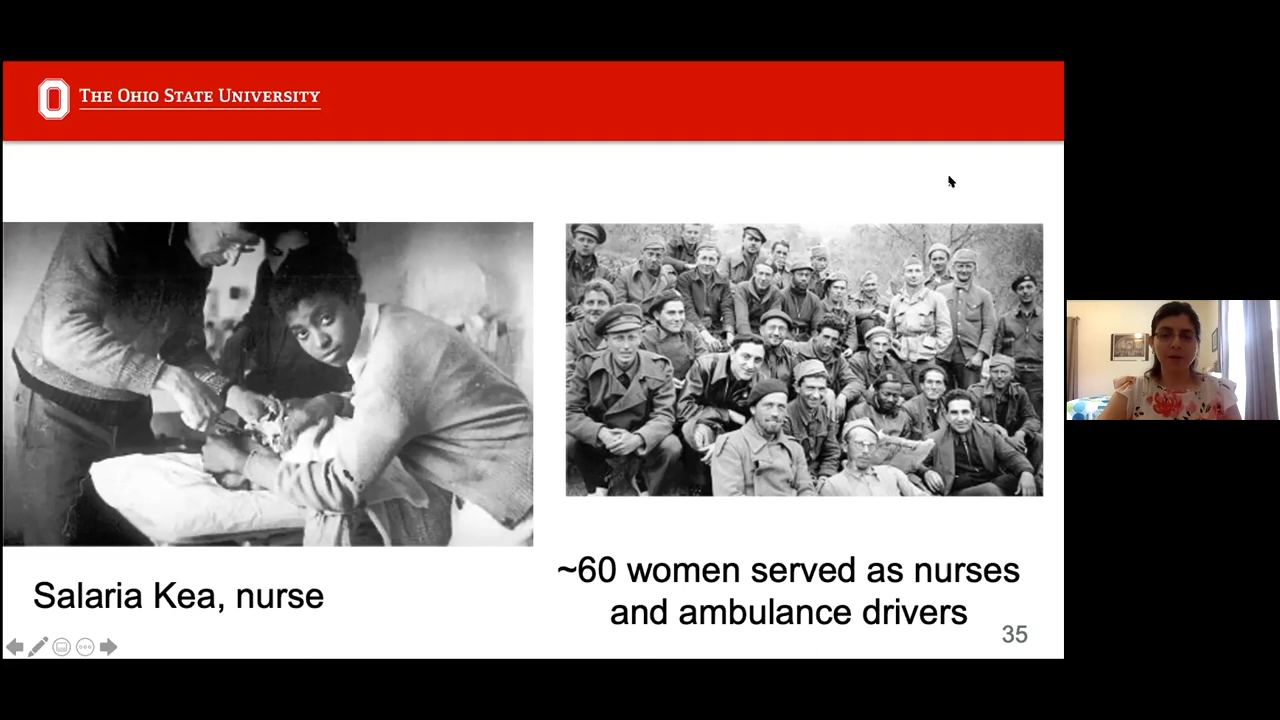 THE OHIO STATE UNIVERSITY
Salaria Kea, nurse
~60 women served as nurses
and ambulance drivers
35